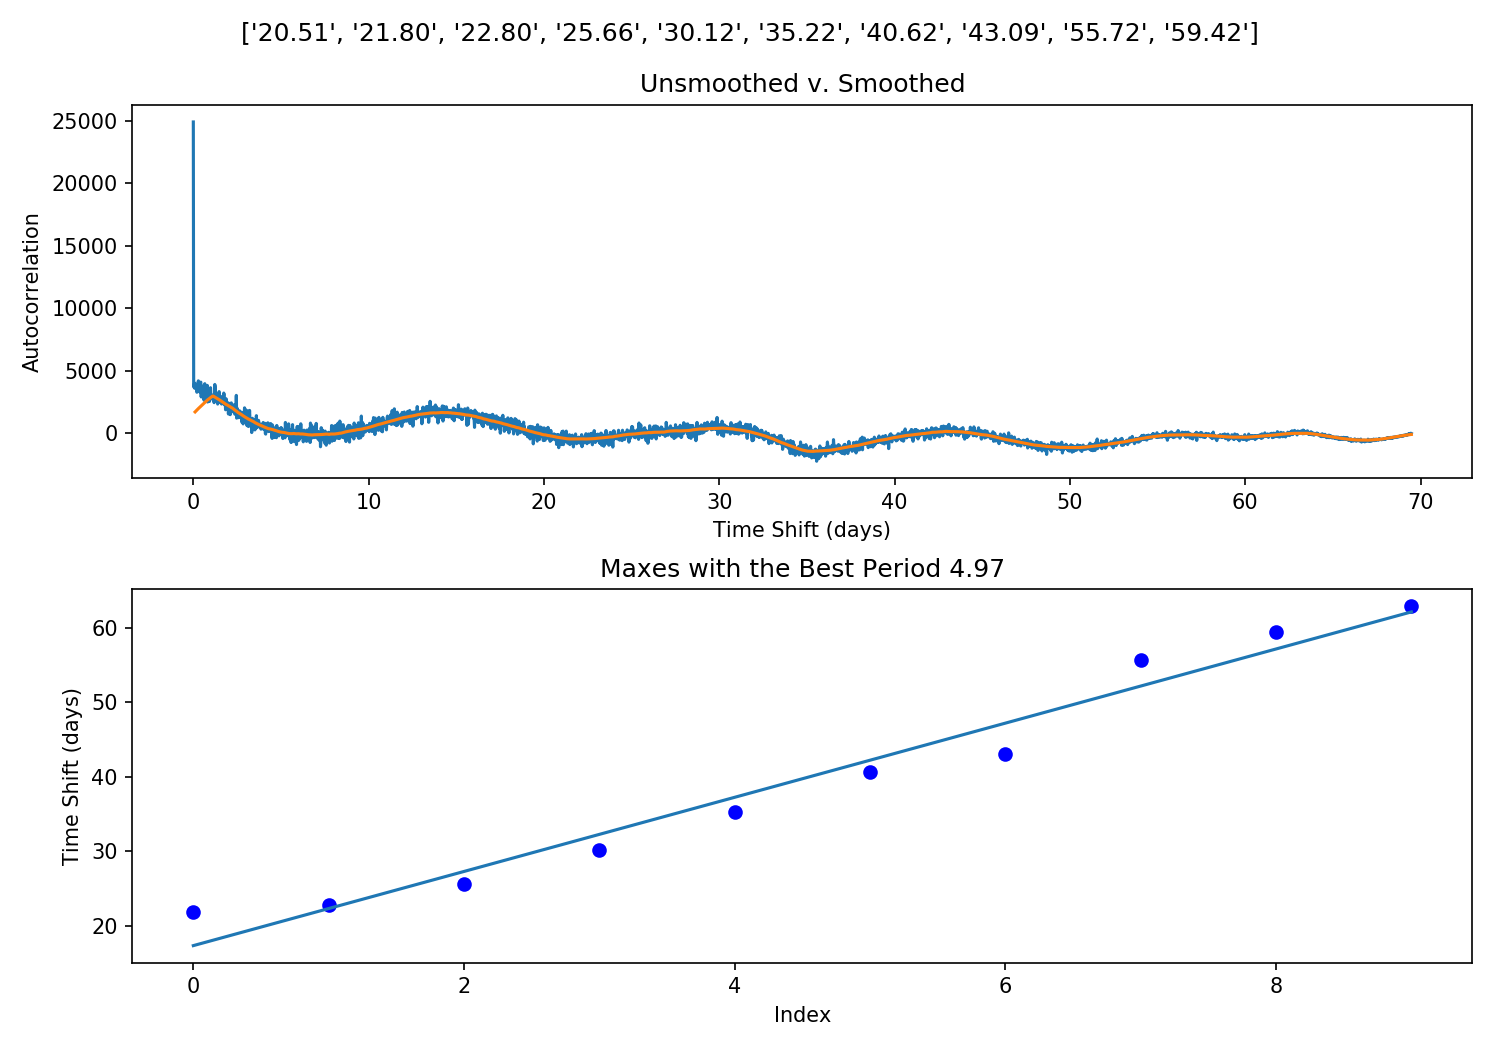 ['20.51', '21.80', '22.80', '25.66', '30.12', '35.22', '40.62', '43.09', '55.72', '59.42']
Unsmoothed v. Smoothed
Autocorrelation
25000
20000
15000
10000
5000
0
0 10 20 30 40 50 60 70
Time Shift (days)
Maxes with the Best Period 4.97
Time Shift (days)
60
50
40
30
20
0 2 4 6 8
Index